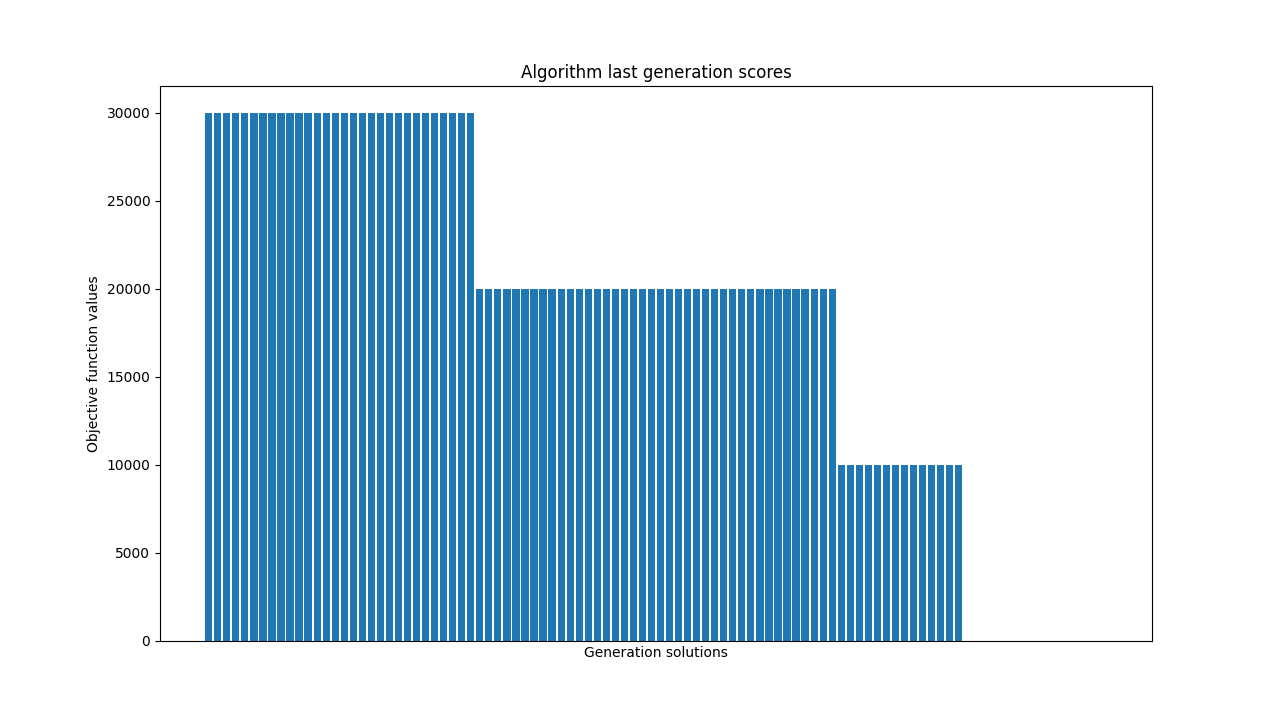 Algorithm last generation scores
30000
25000
20000
15000
10000
5000
0
Objective function values
Generation solutions